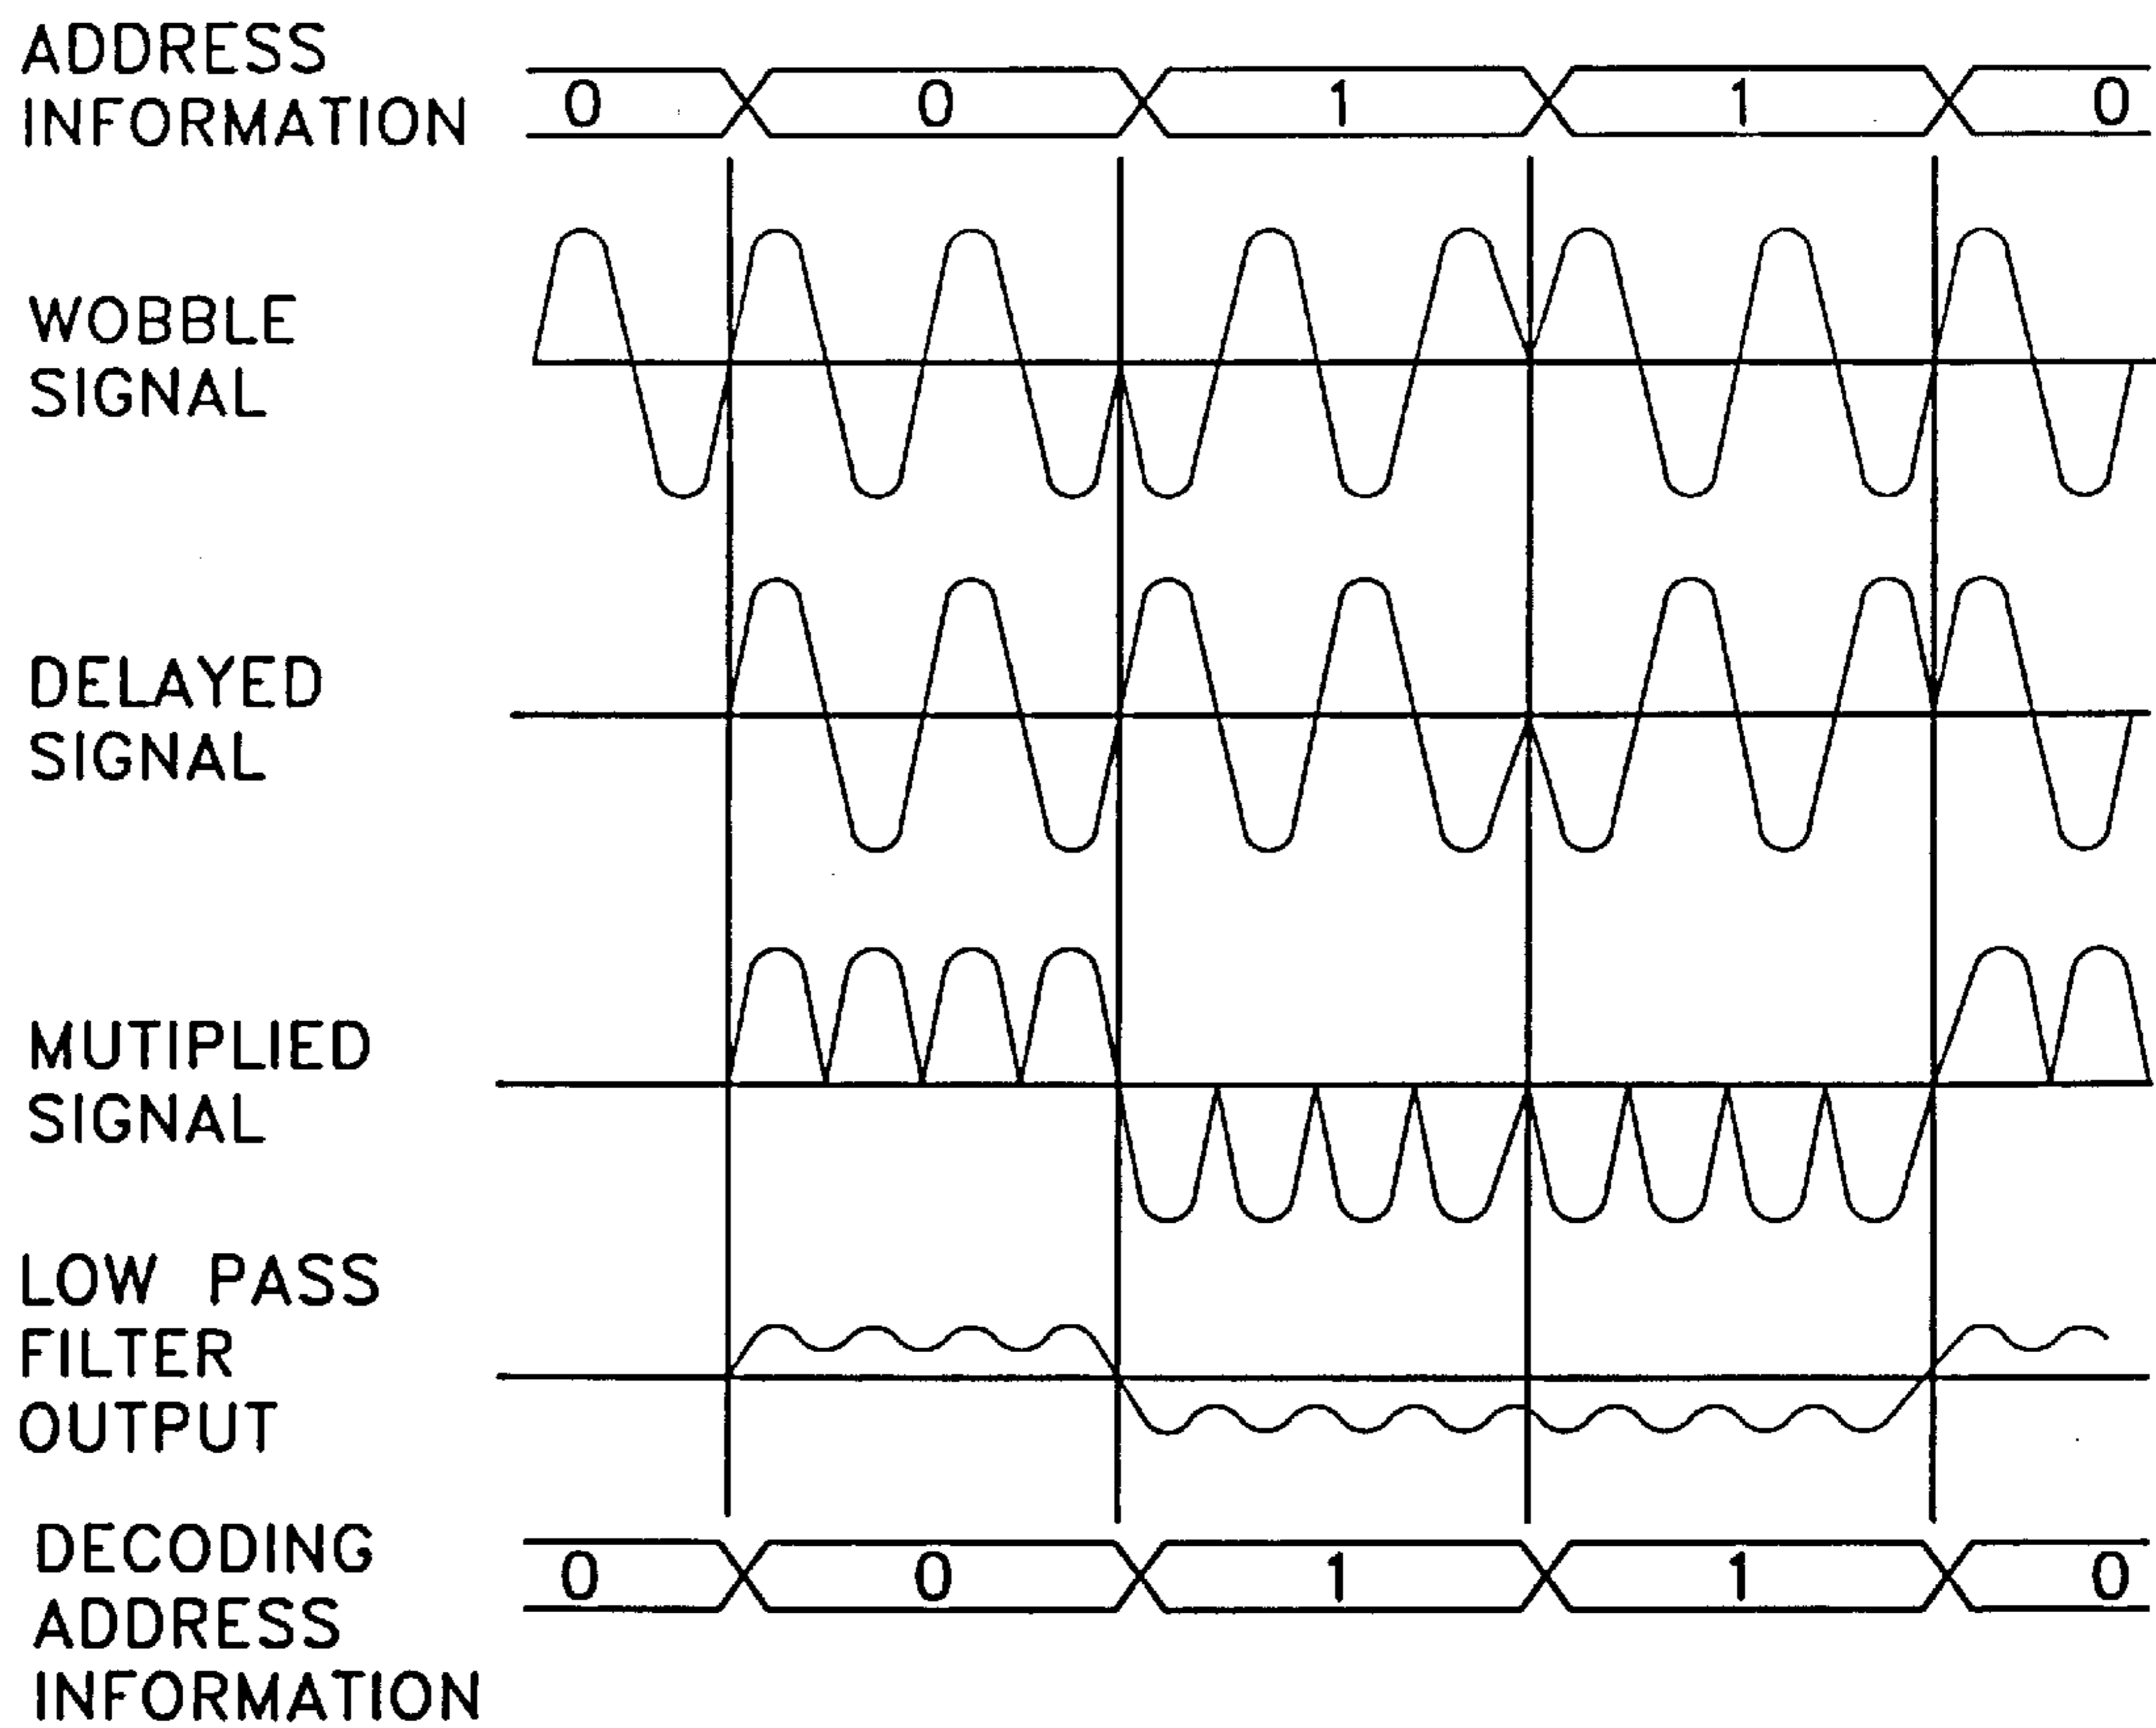 ADDRESS
INFORMATION
0 0 1 1 0
WOBBLE
SIGNAL
DELAYED
SIGNAL
MUTIPLIED
SIGNAL
LOW PASS
FILTER
OUTPUT
DECODING
ADDRESS
INFORMATION
0 0 1 1 0